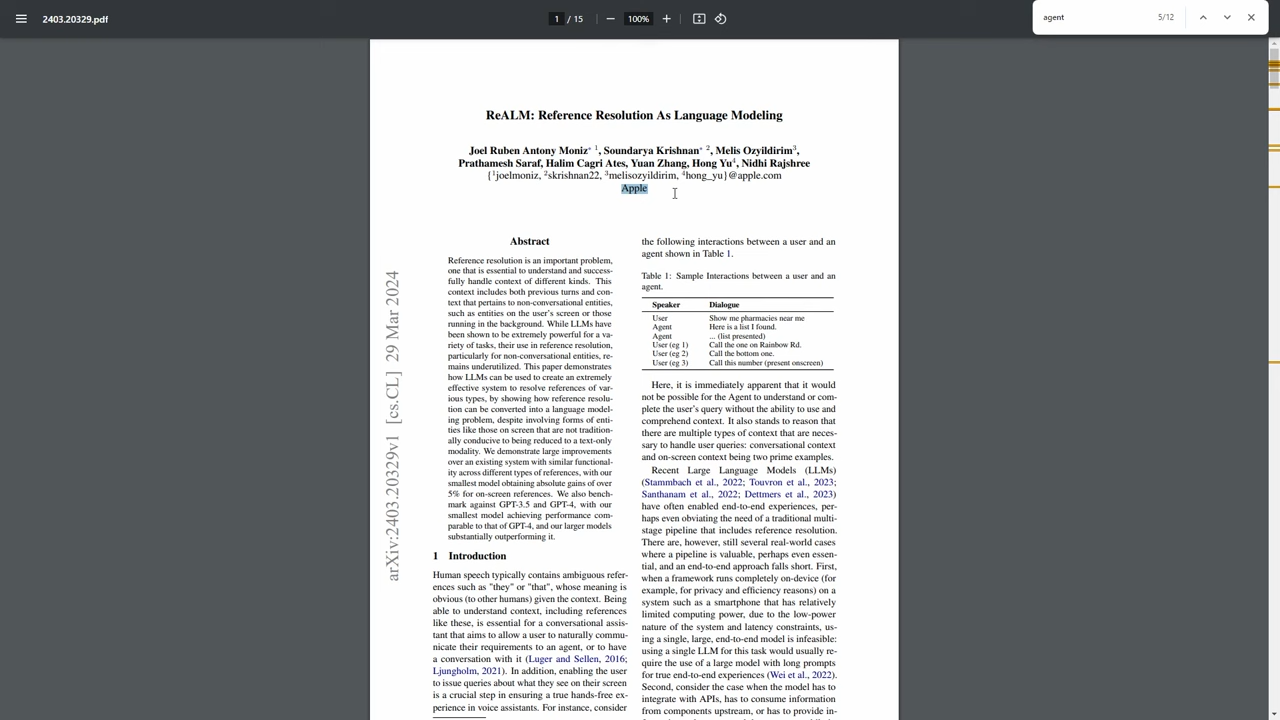 2403.20329.pdf
1 / 15
100%
agent
5/12
ReALM: Reference Resolution As Language Modeling
Joel Ruben Antony Moniz* 1, Soundarya Krishnan* 2, Melis Ozyildirim3,
Prathamesh Saraf, Halim Cagri Ates, Yuan Zhang, Hong Yu4, Nidhi Rajshree
{1joelmoniz, 2skrishnan22, 3melisozyildirim, 4hong_yu}@apple.com
Apple
arXiv:2403.20329v1 [cs.CL] 29 Mar 2024
Abstract
Reference resolution is an important problem,
one that is essential to understand and success-
fully handle context of different kinds. This
context includes both previous turns and con-
text that pertains to non-conversational entities,
such as entities on the user's screen or those
running in the background. While LLMs have
been shown to be extremely powerful for a va-
riety of tasks, their use in reference resolution,
particularly for non-conversational entities, re-
mains underutilized. This paper demonstrates
how LLMs can be used to create an extremely
effective system to resolve references of var-
ious types, by showing how reference resolu-
tion can be converted into a language model-
ing problem, despite involving forms of enti-
ties like those on screen that are not tradition-
ally conducive to being reduced to a text-only
modality. We demonstrate large improvements
over an existing system with similar functional-
ity across different types of references, with our
smallest model obtaining absolute gains of over
5% for on-screen references. We also bench-
mark against GPT-3.5 and GPT-4, with our
smallest model achieving performance com-
parable to that of GPT-4, and our larger models
substantially outperforming it.
1 Introduction
Human speech typically contains ambiguous refer-
ences such as "they" or "that", whose meaning is
obvious (to other humans) given the context. Being
able to understand context, including references
like these, is essential for a conversational assis-
tant that aims to allow a user to naturally commu-
nicate their requirements to an agent, or to have
a conversation with it (Luger and Sellen, 2016;
Ljungholm, 2021). In addition, enabling the user
to issue queries about what they see on their screen
is a crucial step in ensuring a true hands-free ex-
perience in voice assistants. For instance, consider
the following interactions between a user and an
agent shown in Table 1.
Table 1: Sample Interactions between a user and an
agent.
Speaker Dialogue
User Show me pharmacies near me
Agent Here is a list I found.
Agent ... (list presented)
User (eg 1) Call the one on Rainbow Rd.
User (eg 2) Call the bottom one.
User (eg 3) Call this number (present onscreen)
Here, it is immediately apparent that it would
not be possible for the Agent to understand or com-
plete the user's query without the ability to use and
comprehend context. It also stands to reason that
there are multiple types of context that are neces-
sary to handle user queries: conversational context
and on-screen context being two prime examples.
Recent Large Language Models (LLMs)
(Stammbach et al., 2022; Touvron et al., 2023;
Santhanam et al., 2022; Dettmers et al., 2023)
have often enabled end-to-end experiences, per-
haps even obviating the need of a traditional multi-
stage pipeline that includes reference resolution.
There are, however, still several real-world cases
where a pipeline is valuable, perhaps even essen-
tial, and an end-to-end approach falls short. First,
when a framework runs completely on-device (for
example, for privacy and efficiency reasons) on a
system such as a smartphone that has relatively
limited computing power, due to the low-power
nature of the system and latency constraints, us-
ing a single, large, end-to-end model is infeasible:
using a single LLM for this task would usually re-
quire the use of a large model with long prompts
for true end-to-end experiences (Wei et al., 2022).
Second, consider the case when the model has to
integrate with APIs, has to consume information
from components upstream, or has to provide in-